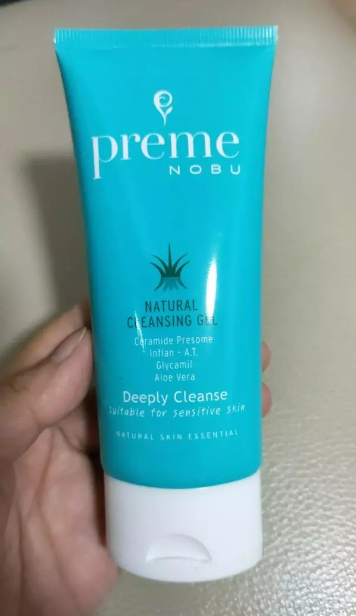 preme
NOBU
NATURAL
CLEANSING GEL
Ceramide Presome
Inflan - A.T.
Glycamil
Aloe Vera
Deeply Cleanse
Suitable for sensitive skin
NATURAL SKIN ESSENTIAL